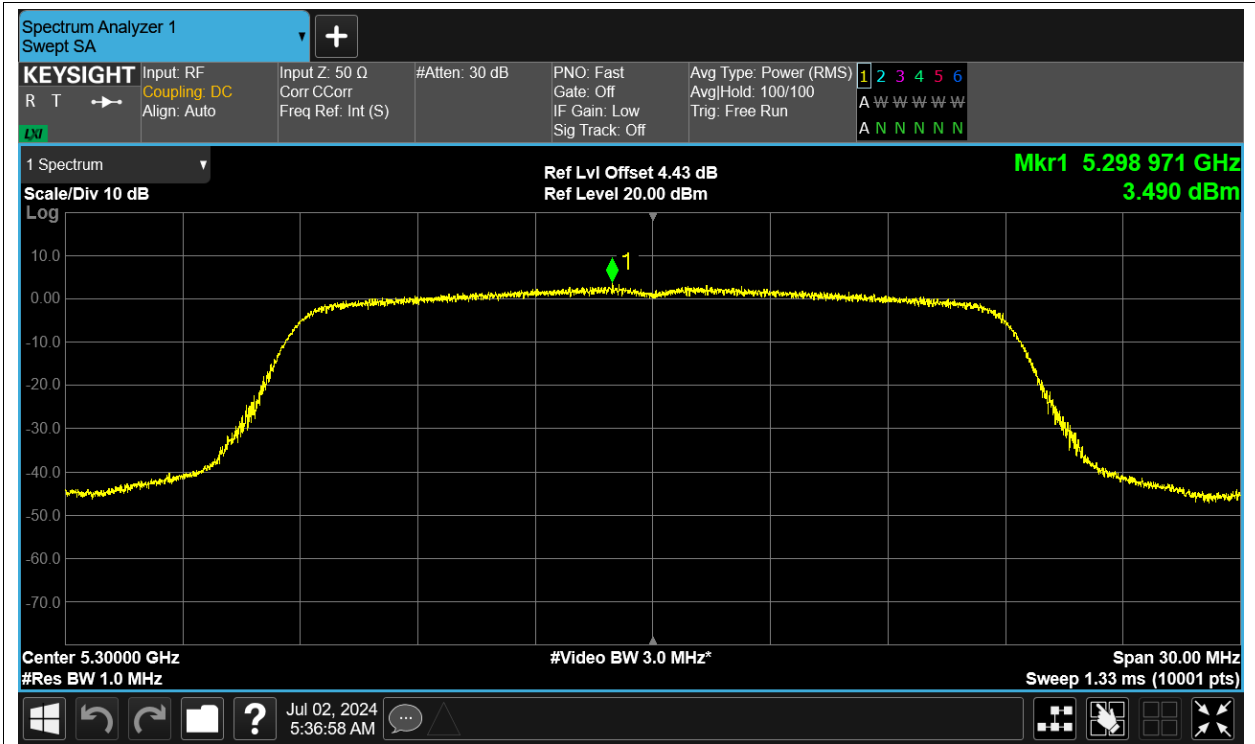 Spectrum Analyzer 1
Swept SA
+
KEYSIGHT
R T
LXI
Input: RF
Coupling: DC
Align: Auto
Input Z: 50 Ω
Corr CCorr
Freq Ref: Int (S)
#Atten: 30 dB
PNO: Fast
Gate: Off
IF Gain: Low
Sig Track: Off
Avg Type: Power (RMS)
Avg|Hold: 100/100
Trig: Free Run
1 2 3 4 5 6
A W W W W W
A N N N N N
1 Spectrum
Scale/Div 10 dB
Log
Ref Lvl Offset 4.43 dB
Ref Level 20.00 dBm
Mkr1 5.298 971 GHz
3.490 dBm
1
10.0
0.00
-10.0
-20.0
-30.0
-40.0
-50.0
-60.0
-70.0
Center 5.30000 GHz
#Res BW 1.0 MHz
#Video BW 3.0 MHz*
Span 30.00 MHz
Sweep 1.33 ms (10001 pts)
?
Jul 02, 2024
5:36:58 AM